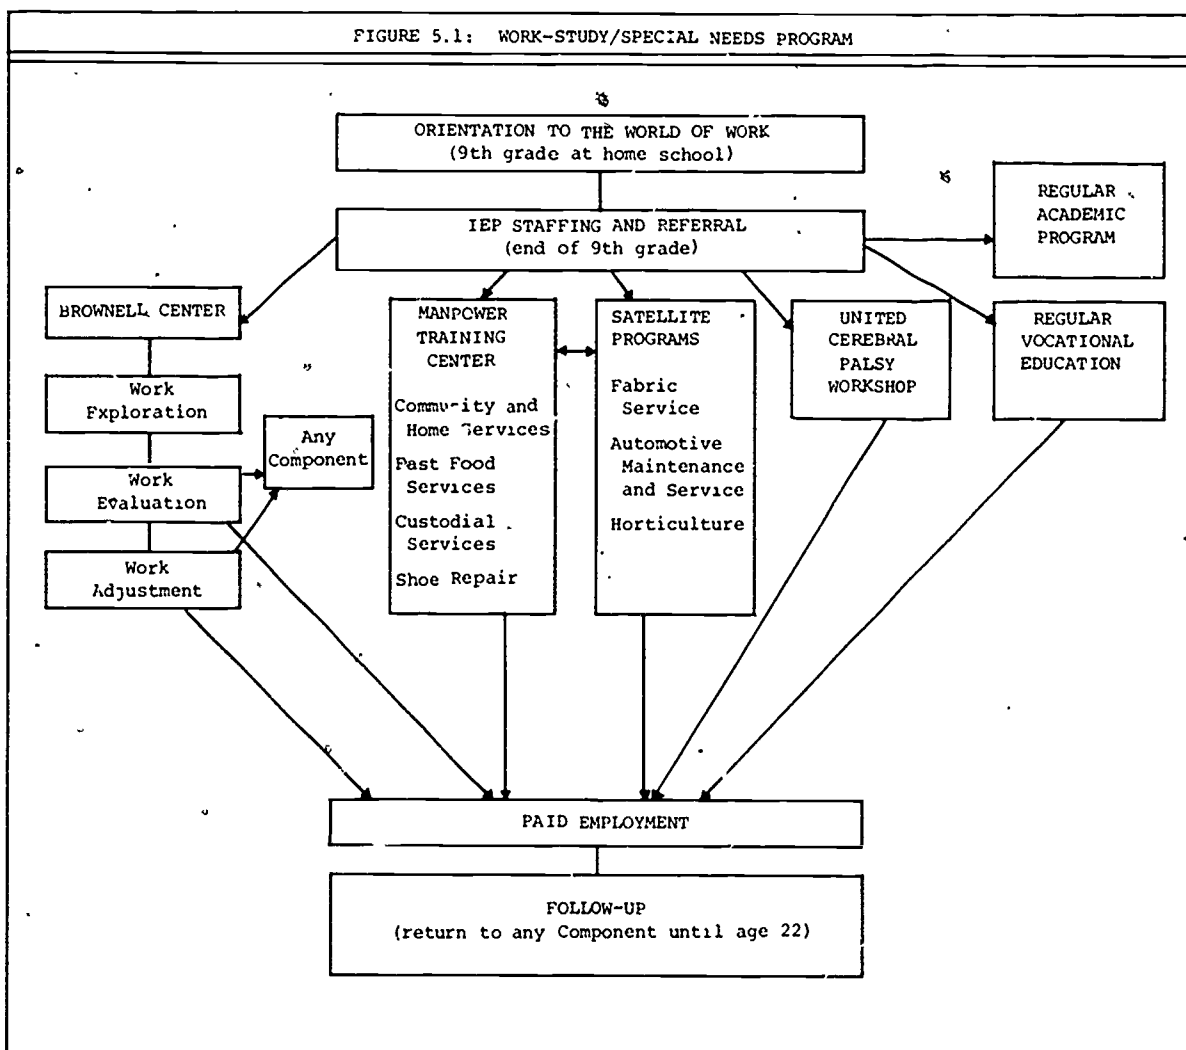 FIGURE 5.1: WORK-STUDY/SPECIAL NEEDS PROGRAM
ORIENTATION TO THE WORLD OF WORK
(9th grade at home school)
IEP STAFFING AND REFERRAL
(end of 9th grade)
REGULAR
ACADEMIC
PROGRAM
BROWNELL CENTER
Work
Exploration
Work
Evaluation
Work
Adjustment
Any
Component
MANPOWER
TRAINING
CENTER
Community and
Home Services
Fast Food
Services
Custodial
Services
Shoe Repair
SATELLITE
PROGRAMS
Fabric
Service
Automotive
Maintenance
and Service
Horticulture
UNITED
CEREBRAL
PALSY
WORKSHOP
REGULAR
VOCATIONAL
EDUCATION
PAID EMPLOYMENT
FOLLOW-UP
(return to any Component until age 22)